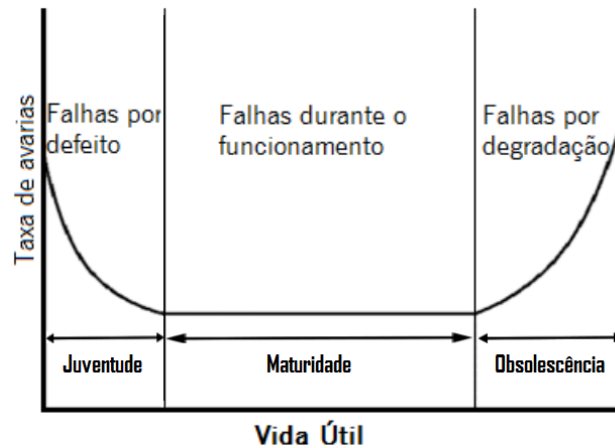 Falhas por
defeito
Falhas durante o
funcionamento
Falhas por
degradação
Taxa de avarias
Juventude
Maturidade
Obsolescência
Vida Útil